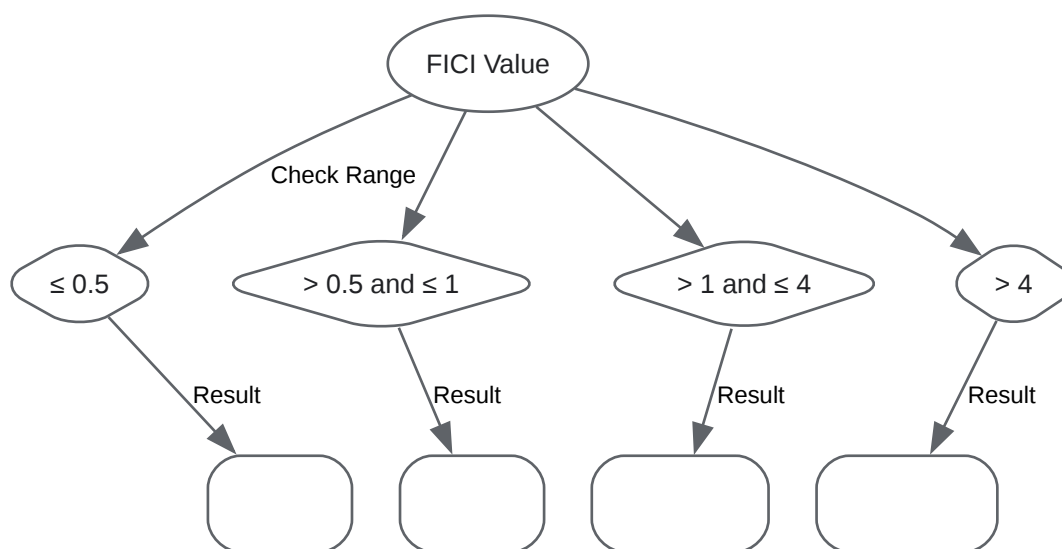 FICI Value
Check Range
≤ 0.5
> 0.5 and ≤ 1
> 1 and ≤ 4
> 4
Result
Result
Result
Result